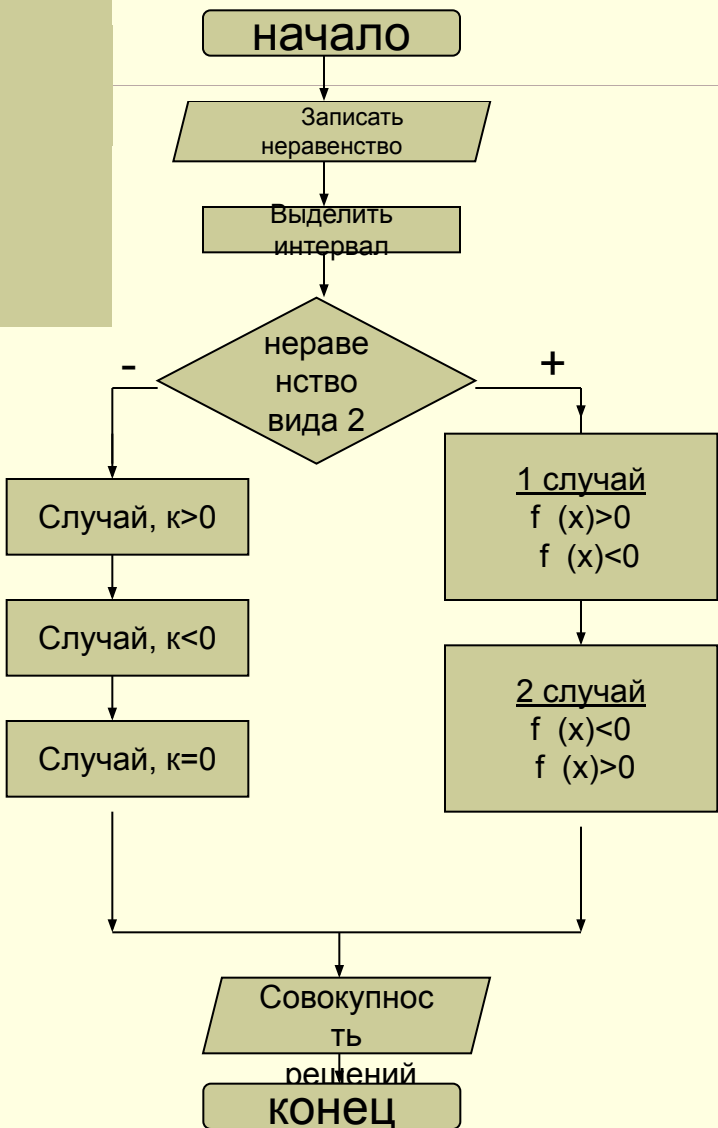 начало
Записать
неравенство
Выделить
интервал
нераве
нство
вида 2
-
+
Случай, к>0
Случай, к<0
Случай, к=0
1 случай
f (x)>0
f (x)<0
2 случай
f (x)<0
f (x)>0
Совокупнос
ть
решений
конец